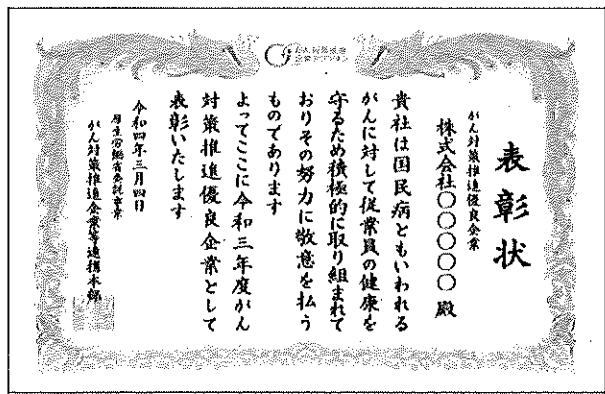 表彰状
がん対策推進優良企業
株式会社〇〇〇〇〇 殿
貴社は国民病ともいわれる
がんに対して従業員の健康を
守るため積極的に取り組まれて
おりその努力に敬意を払う
ものであります
よってここに令和三年度がん
対策推進優良企業として
表彰いたします
令和四年三月四日
厚生労働省委託事業
がん対策推進企業等連携本部